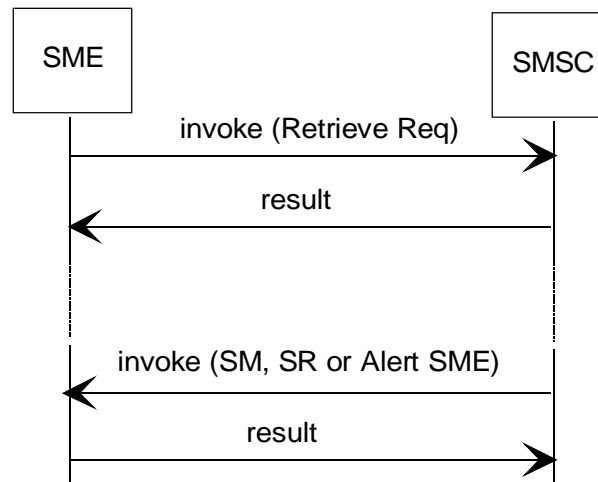 SME
SMSC
invoke (Retrieve Req)
result
invoke (SM, SR or Alert SME)
result